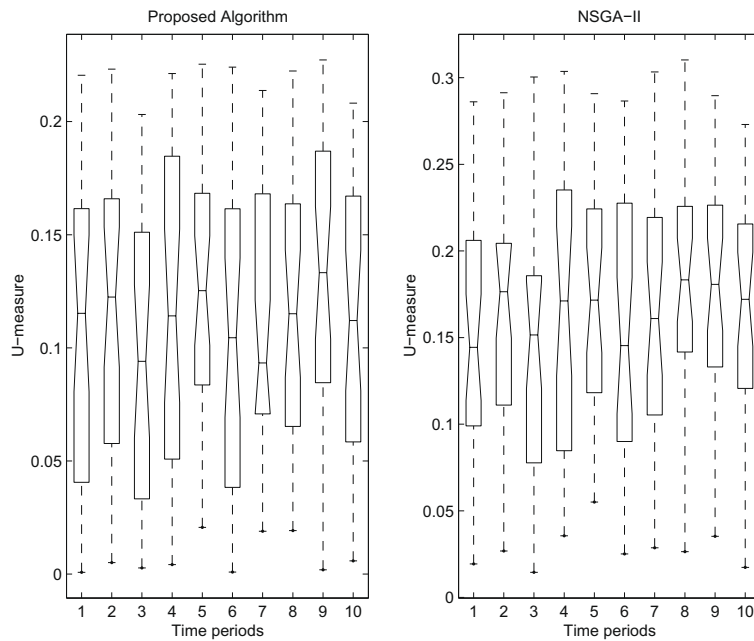 Proposed Algorithm
0.2
0.15
0.1
0.05
0
U-measure
1 2 3 4 5 6 7 8 9 10
Time periods
NSGA-II
0.3
0.25
0.2
0.15
0.1
0.05
0
U-measure
1 2 3 4 5 6 7 8 9 10
Time periods